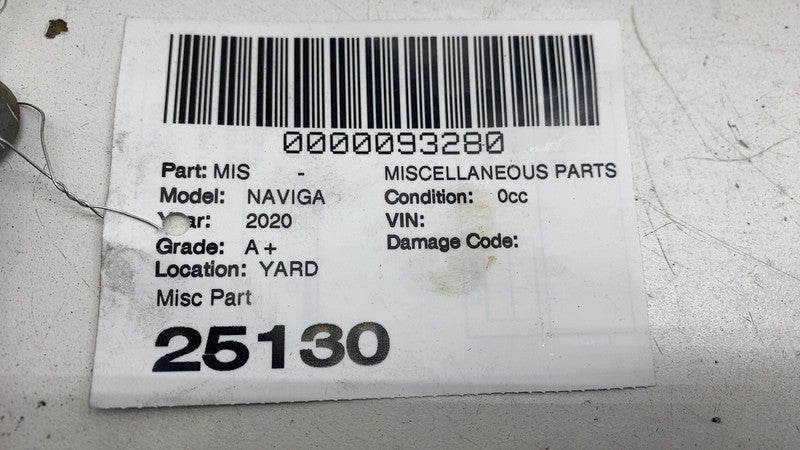 0000093280
Part: MIS - MISCELLANEOUS PARTS
Model: NAVIGA Condition: 0cc
2020 VIN:
Grade: A+ Damage Code:
Location: YARD
Misc Part
25130